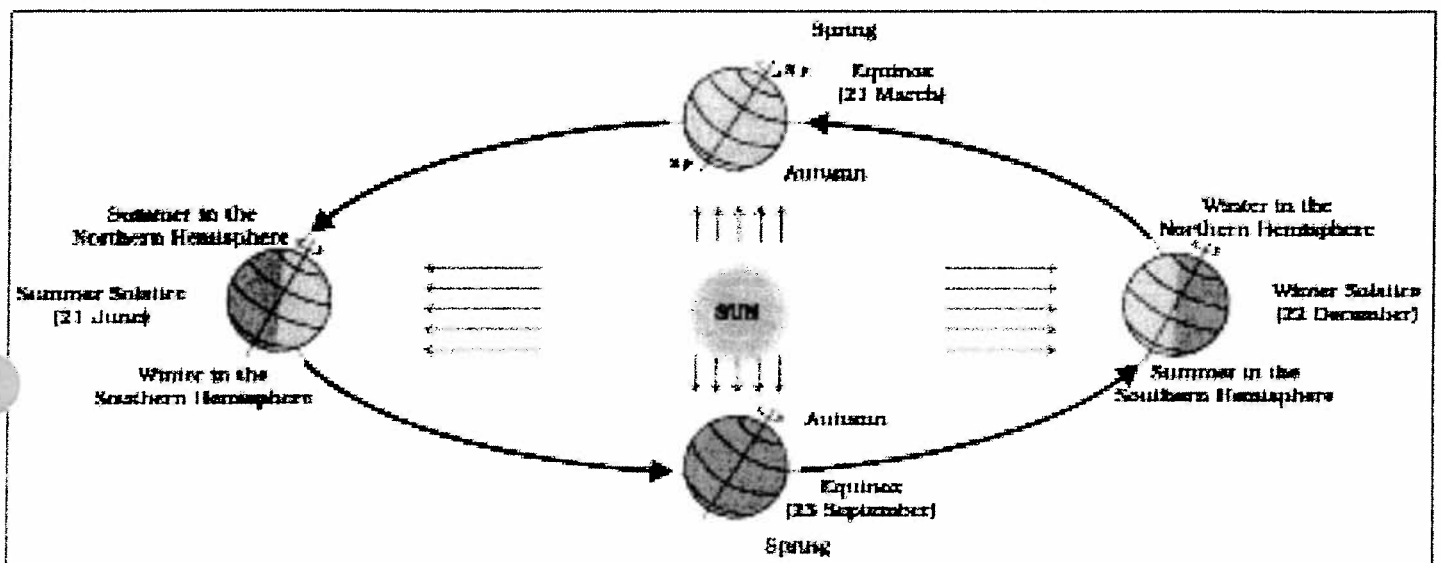 Spring
Equinox
(21 March)
Autumn
Summer in the
Northern Hemisphere
Summer Solstice
(21 June)
Winter in the
Southern Hemisphere
SUN
Winter in the
Northern Hemisphere
Winter Solstice
(22 December)
Summer in the
Southern Hemisphere
Autumn
Equinox
(23 September)
Spring